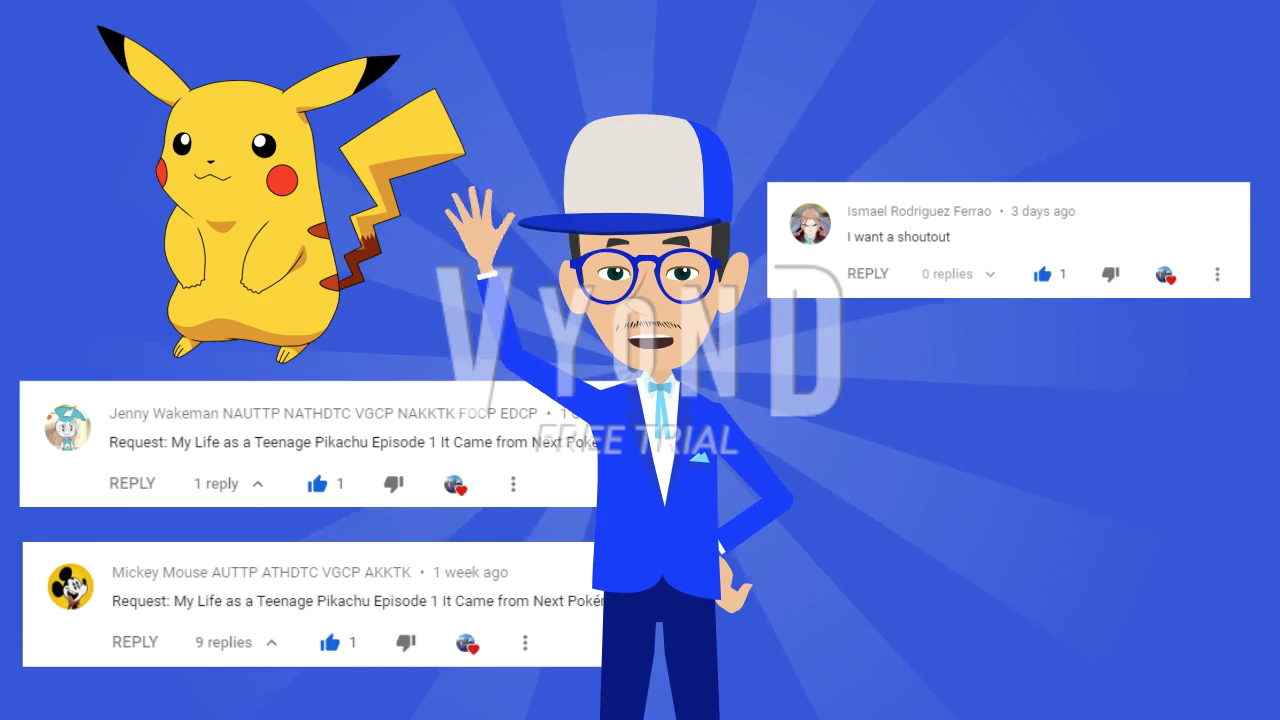 Ismael Rodriguez Ferrao • 3 days ago
I want a shoutout
REPLY 0 replies 1
VYOND
FREE TRIAL
Jenny Wakeman NAUTTP NATHDTC VGCP NAKKTK FOCP EDCP • 1
Request: My Life as a Teenage Pikachu Episode 1 It Came from Next Poké
REPLY 1 reply 1
Mickey Mouse AUTTP ATHDTC VGCP AKKTK • 1 week ago
Request: My Life as a Teenage Pikachu Episode 1 It Came from Next Poké
REPLY 9 replies 1